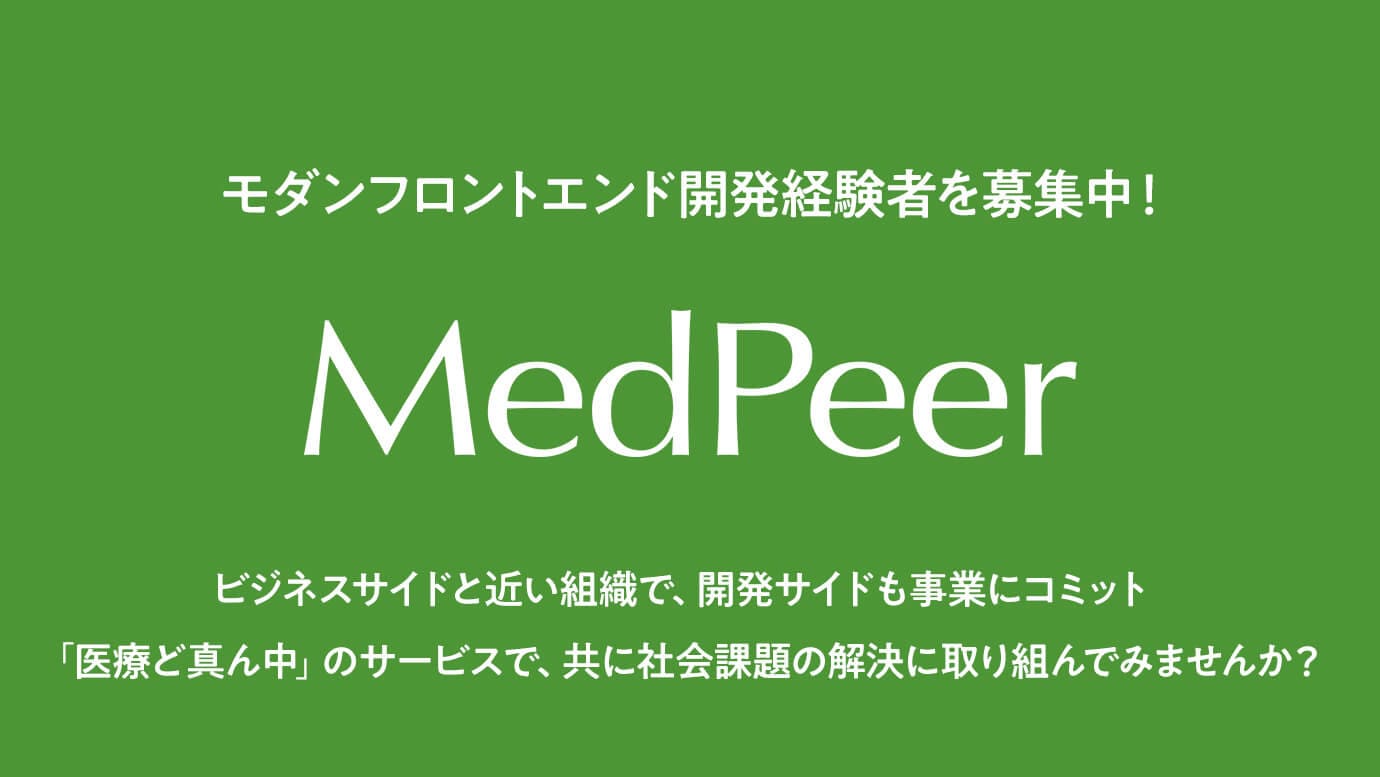 モダンフロントエンド開発経験者を募集中！
MedPeer
ビジネスサイドと近い組織で、開発サイドも事業にコミット
「医療ど真ん中」のサービスで、共に社会課題の解決に取り組んでみませんか？